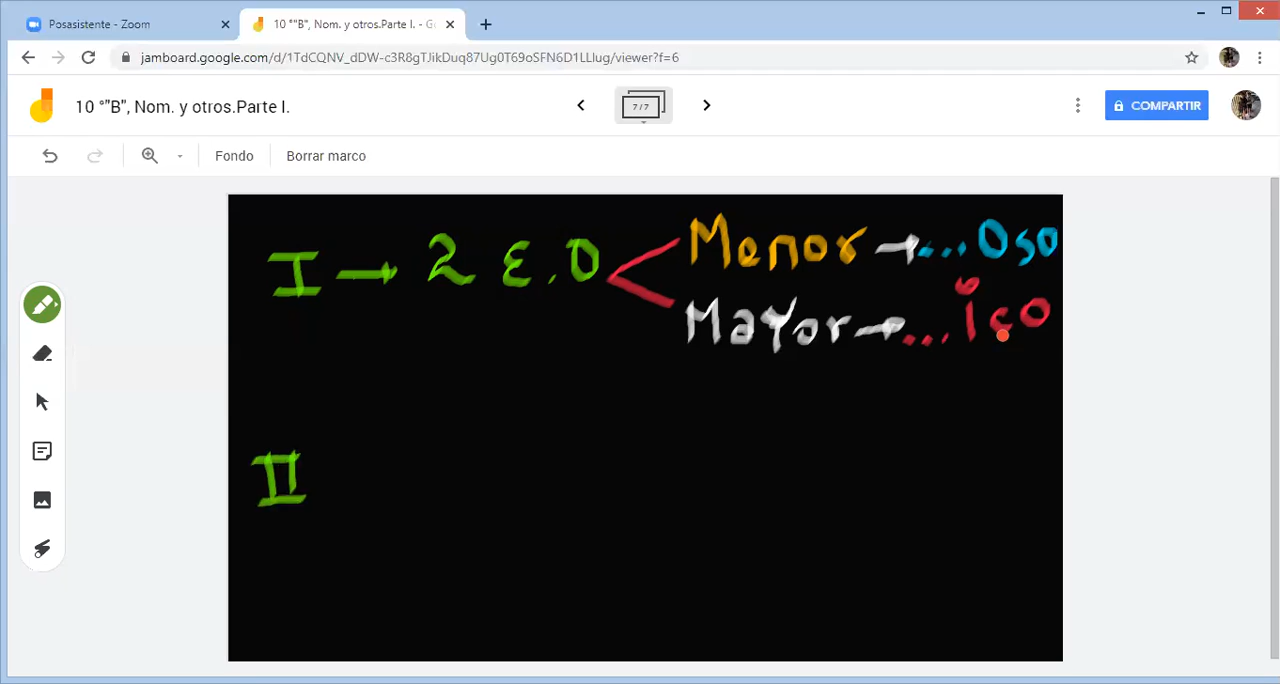 Posasistente - Zoom
10 °"B", Nom. y otros.Parte I. - Go
jamboard.google.com/d/1TdCQNV_dDW-c3R8gTJikDuq87Ug0T69oSFN6D1LLlug/viewer?f=6
10 °"B", Nom. y otros.Parte I.
7 / 7
COMPARTIR
Fondo
Borrar marco
I → 2 E.O
Menor → ...Oso
Mayor → ...ico
II